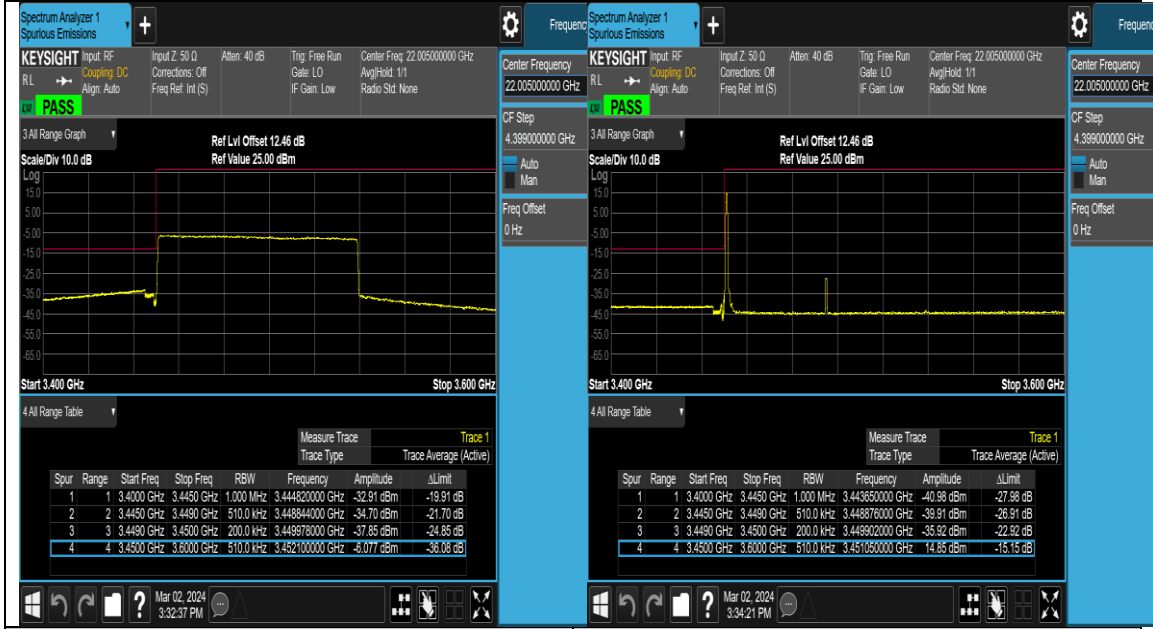 Spectrum Analyzer 1
Spurious Emissions
+
Frequency
KEYSIGHT Input: RF Input Z: 50 Ω Atten: 40 dB Trig: Free Run Center Freq: 22.005000000 GHz
RL Coupling: DC Corrections: Off Gate: LO Avg|Hold: 1/1
Align: Auto Freq Ref: Int (S) IF Gain: Low Radio Std: None
LXI PASS
Center Frequency
22.005000000 GHz
CF Step
4.399000000 GHz
Auto
Man
Freq Offset
0 Hz
3 All Range Graph
Ref Lvl Offset 12.46 dB
Scale/Div 10.0 dB Ref Value 25.00 dBm
Log
15.0
5.00
-5.00
-15.0
-25.0
-35.0
-45.0
-55.0
-65.0
Start 3.400 GHz Stop 3.600 GHz
4 All Range Table
Measure Trace Trace 1
Trace Type Trace Average (Active)
Spur Range Start Freq Stop Freq RBW Frequency Amplitude ΔLimit
1 1 3.4000 GHz 3.4450 GHz 1.000 MHz 3.444820000 GHz -32.91 dBm -19.91 dB
2 2 3.4450 GHz 3.4490 GHz 510.0 kHz 3.448844000 GHz -34.70 dBm -21.70 dB
3 3 3.4490 GHz 3.4500 GHz 200.0 kHz 3.449978000 GHz -37.85 dBm -24.85 dB
4 4 3.4500 GHz 3.6000 GHz 510.0 kHz 3.452100000 GHz -6.077 dBm -36.08 dB
?
Mar 02, 2024
3:32:37 PM
Spectrum Analyzer 1
Spurious Emissions
+
Frequenc
KEYSIGHT Input: RF Input Z: 50 Ω Atten: 40 dB Trig: Free Run Center Freq: 22.005000000 GHz
RL Coupling: DC Corrections: Off Gate: LO Avg|Hold: 1/1
Align: Auto Freq Ref: Int (S) IF Gain: Low Radio Std: None
LXI PASS
Center Frequency
22.005000000 GHz
CF Step
4.399000000 GHz
Auto
Man
Freq Offset
0 Hz
3 All Range Graph
Ref Lvl Offset 12.46 dB
Scale/Div 10.0 dB Ref Value 25.00 dBm
Log
15.0
5.00
-5.00
-15.0
-25.0
-35.0
-45.0
-55.0
-65.0
Start 3.400 GHz Stop 3.600 GHz
4 All Range Table
Measure Trace Trace 1
Trace Type Trace Average (Active)
Spur Range Start Freq Stop Freq RBW Frequency Amplitude ΔLimit
1 1 3.4000 GHz 3.4450 GHz 1.000 MHz 3.443650000 GHz -40.98 dBm -27.98 dB
2 2 3.4450 GHz 3.4490 GHz 510.0 kHz 3.448876000 GHz -39.91 dBm -26.91 dB
3 3 3.4490 GHz 3.4500 GHz 200.0 kHz 3.449902000 GHz -35.92 dBm -22.92 dB
4 4 3.4500 GHz 3.6000 GHz 510.0 kHz 3.451050000 GHz 14.85 dBm -15.15 dB
?
Mar 02, 2024
3:34:21 PM